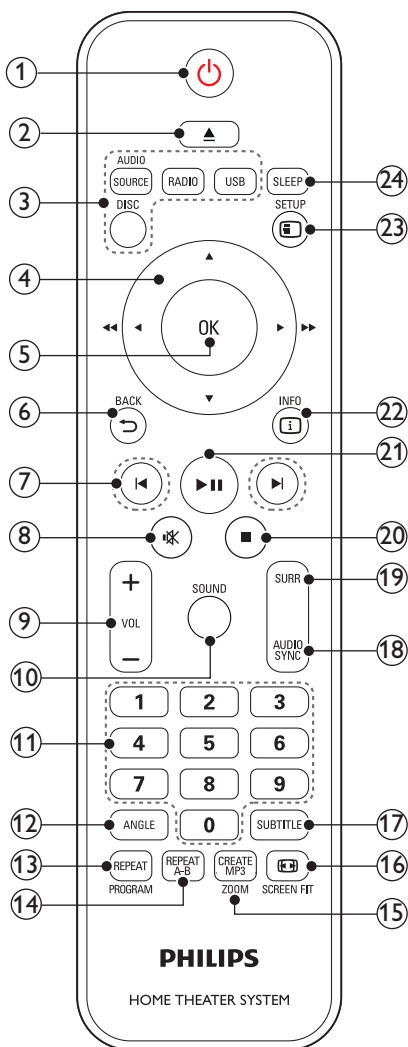 1
2
AUDIO
SOURCE RADIO USB SLEEP 24
3
DISC SETUP
23
4
OK
5
BACK INFO
6 22
i
21
7
8 20
+ SURR 19
SOUND
9 VOL
AUDIO SYNC 18
−
10
1 2 3
11 4 5 6
7 8 9
12 ANGLE 0 SUBTITLE 17
13 REPEAT REPEAT A-B CREATE MP3 16
PROGRAM ZOOM SCREEN FIT
14 15
PHILIPS
HOME THEATER SYSTEM